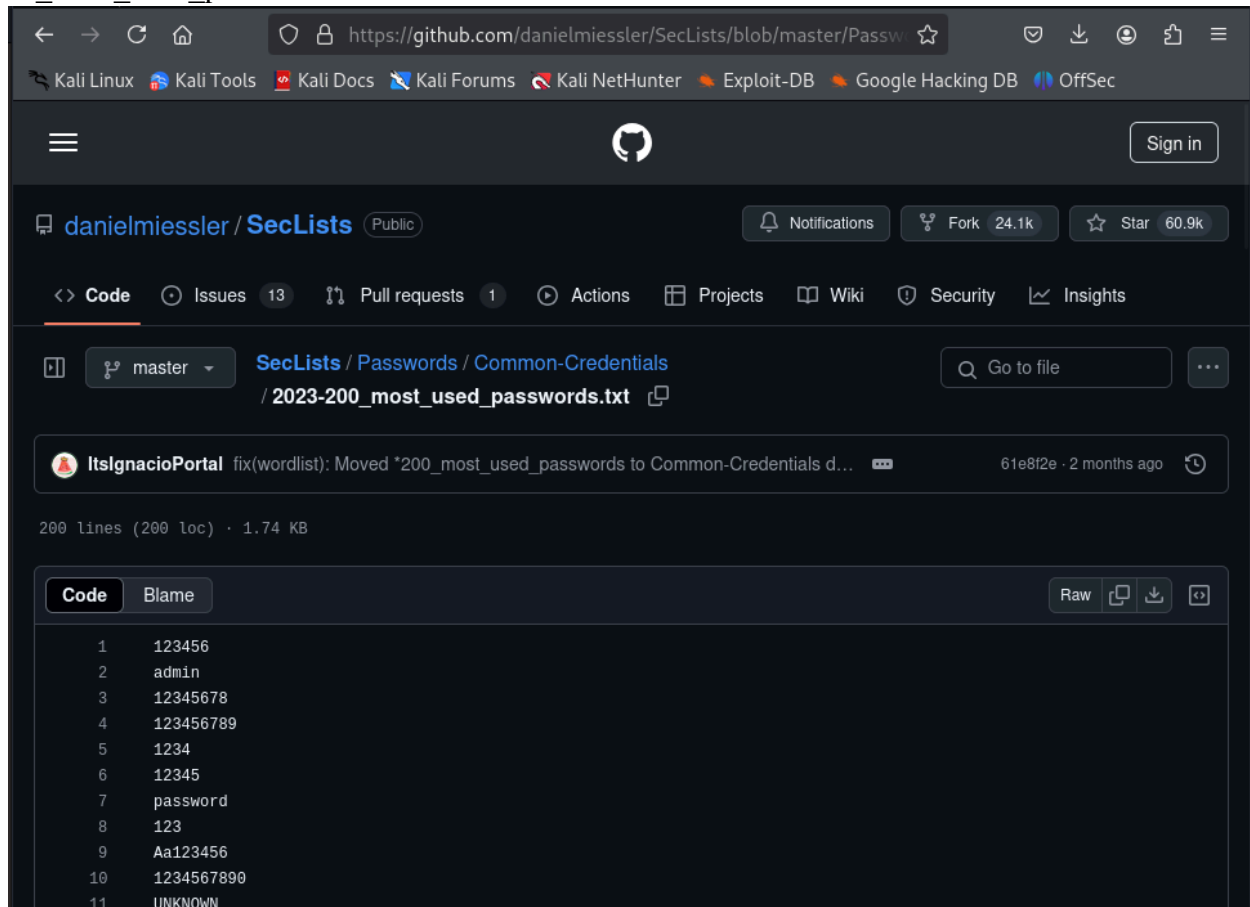 https://github.com/danielmiessler/SecLists/blob/master/Passw
Kali Linux Kali Tools Kali Docs Kali Forums Kali NetHunter Exploit-DB Google Hacking DB OffSec
Sign in
danielmiessler / SecLists Public Notifications Fork 24.1k Star 60.9k
Code Issues 13 Pull requests 1 Actions Projects Wiki Security Insights
master SecLists / Passwords / Common-Credentials Go to file
/ 2023-200_most_used_passwords.txt
ItsIgnacioPortal fix(wordlist): Moved *200_most_used_passwords to Common-Credentials d... 61e8f2e · 2 months ago
200 lines (200 loc) · 1.74 KB
Code Blame Raw
1 123456
2 admin
3 12345678
4 123456789
5 1234
6 12345
7 password
8 123
9 Aa123456
10 1234567890
11 UNKNOWN